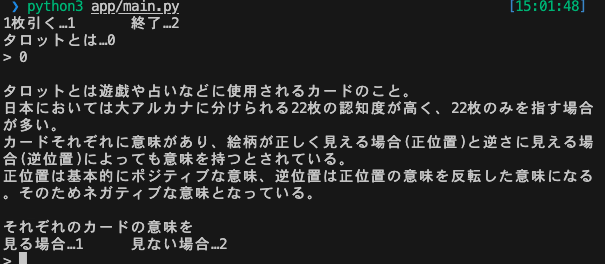 ❯ python3 app/main.py [15:01:48]
1枚引く…1 終了…2
タロットとは…0
> 0
タロットとは遊戯や占いなどに使用されるカードのこと。
日本においては大アルカナに分けられる22枚の認知度が高く、22枚のみを指す場合
が多い。
カードそれぞれに意味があり、絵柄が正しく見える場合(正位置)と逆さに見える場
合(逆位置)によっても意味を持つとされている。
正位置は基本的にポジティブな意味、逆位置は正位置の意味を反転した意味になる
。そのためネガティブな意味となっている。
それぞれのカードの意味を
見る場合…1 見ない場合…2
>